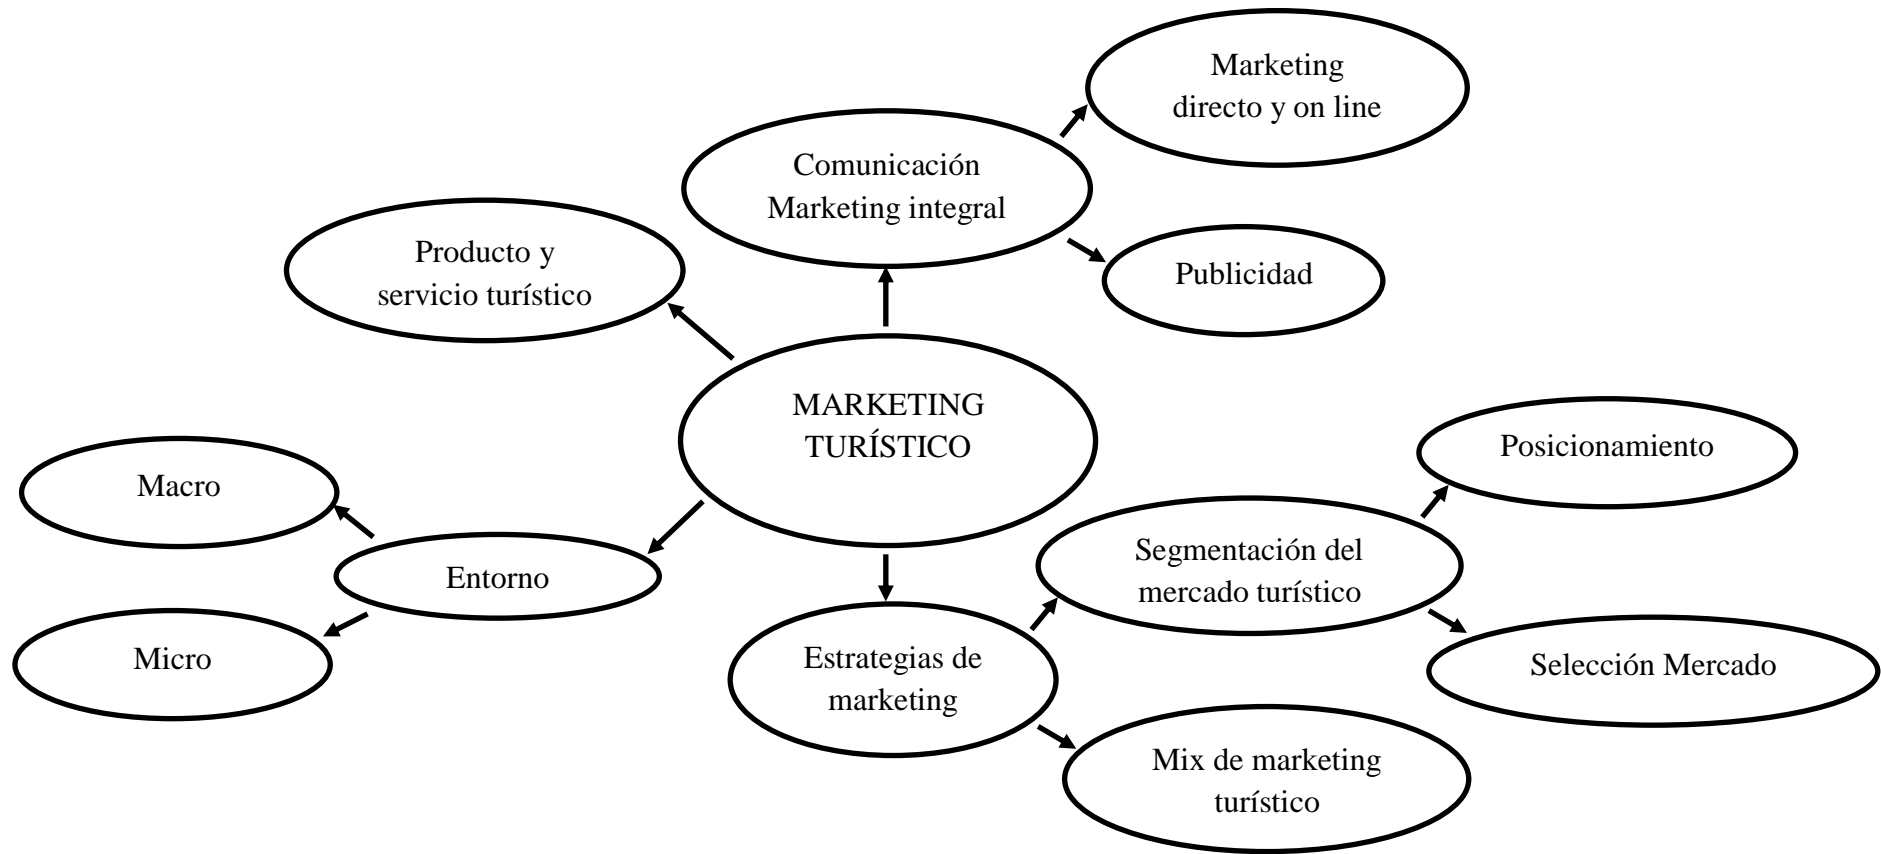 Marketing
directo y on line
Comunicación
Marketing integral
Producto y
servicio turístico
Publicidad
MARKETING
TURÍSTICO
Posicionamiento
Macro
Entorno
Segmentación del
mercado turístico
Micro
Estrategias de
marketing
Selección Mercado
Mix de marketing
turístico